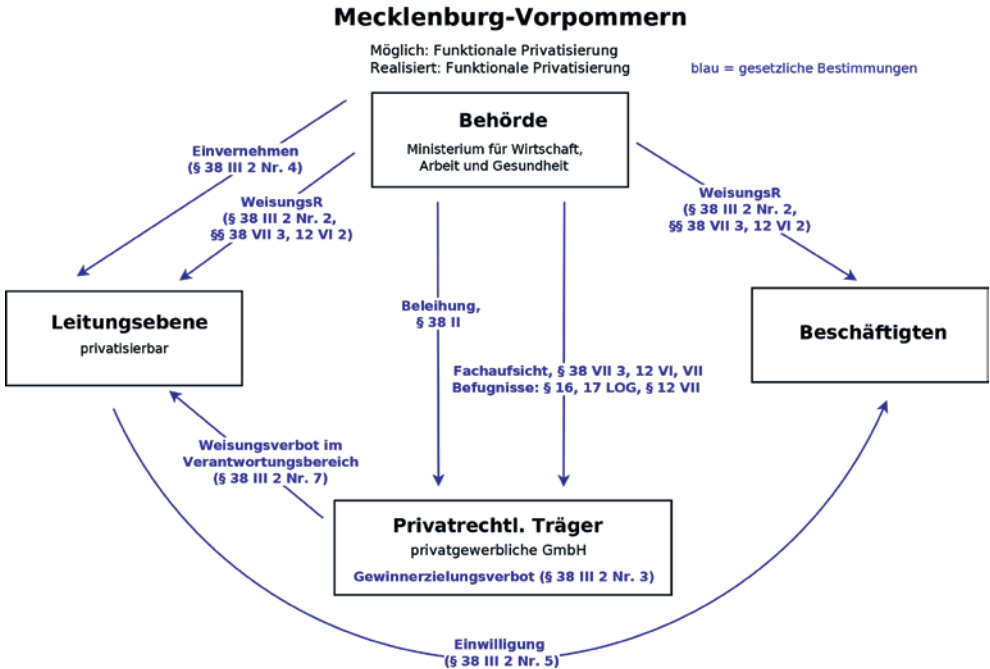 Mecklenburg-Vorpommern
Möglich: Funktionale Privatisierung
Realisiert: Funktionale Privatisierung
blau = gesetzliche Bestimmungen
Behörde
Ministerium für Wirtschaft,
Arbeit und Gesundheit
Einvernehmen
(§ 38 III 2 Nr. 4)
WeisungsR
(§ 38 III 2 Nr. 2,
§§ 38 VII 3, 12 VI 2)
WeisungsR
(§ 38 III 2 Nr. 2,
§§ 38 VII 3, 12 VI 2)
Leitungsebene
privatisierbar
Beleihung,
§ 38 II
Beschäftigten
Fachaufsicht, § 38 VII 3, 12 VI, VII
Befugnisse: § 16, 17 LOG, § 12 VII
Weisungsverbot im
Verantwortungsbereich
(§ 38 III 2 Nr. 7)
Privatrechtl. Träger
privatgewerbliche GmbH
Gewinnerzielungsverbot (§ 38 III 2 Nr. 3)
Einwilligung
(§ 38 III 2 Nr. 5)